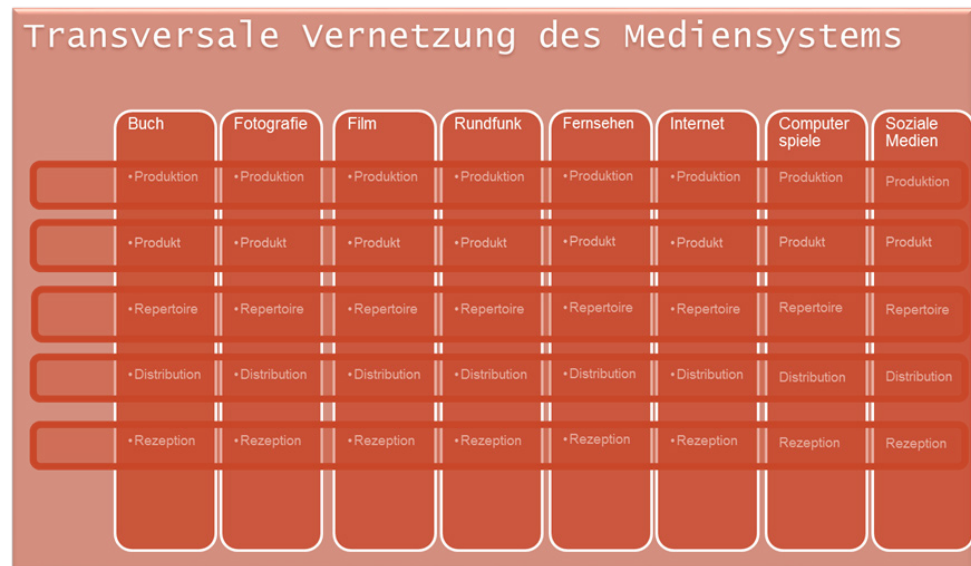 Transversale Vernetzung des Mediensystems
Buch Fotografie Film Rundfunk Fernsehen Internet Computer Soziale
spiele Medien
•Produktion •Produktion •Produktion •Produktion •Produktion •Produktion Produktion Produktion
•Produkt •Produkt •Produkt •Produkt •Produkt •Produkt Produkt Produkt
•Repertoire •Repertoire •Repertoire •Repertoire •Repertoire •Repertoire Repertoire Repertoire
•Distribution •Distribution •Distribution •Distribution •Distribution •Distribution Distribution Distribution
•Rezeption •Rezeption •Rezeption •Rezeption •Rezeption •Rezeption Rezeption Rezeption